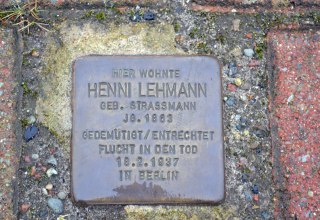 HIER WOHNTE
HENNI LEHMANN
GEB. STRASSMANN
JG. 1863
GEDEMÜTIGT/ENTRECHTET
FLUCHT IN DEN TOD
18.2.1937
IN BERLIN